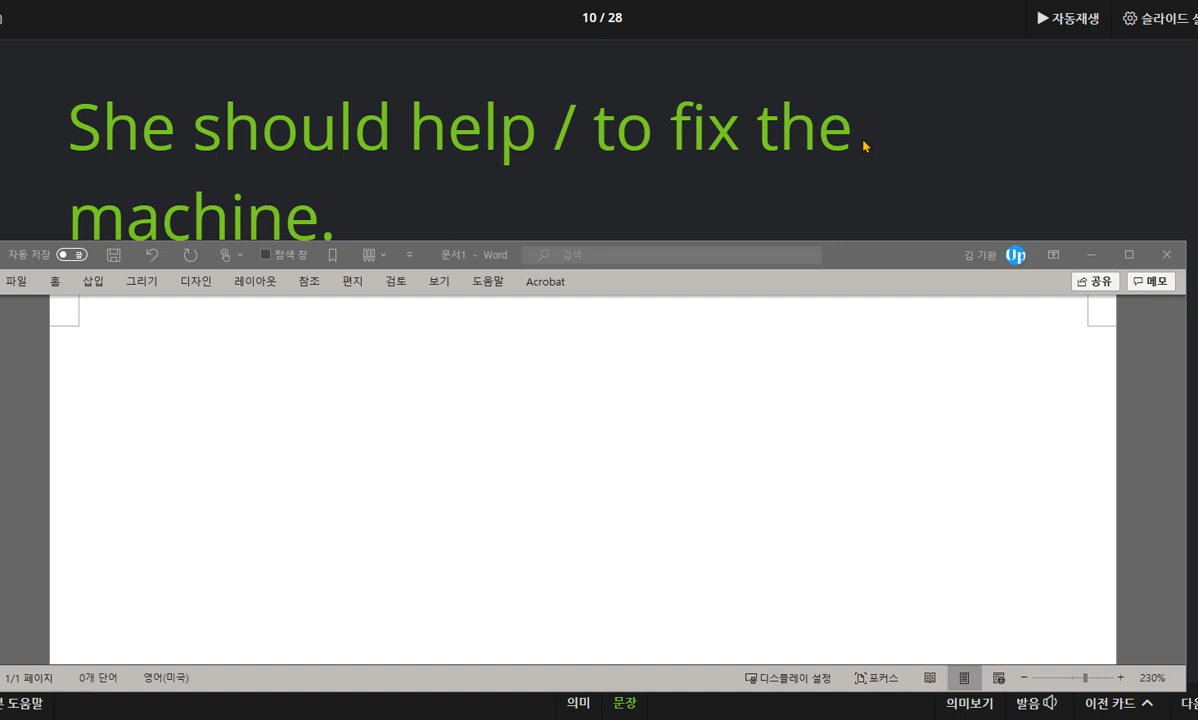 10 / 28
▶ 자동재생
슬라이드
She should help / to fix the
machine.
자동 저장 끔
탐색 창
문서1 - Word
검색
김 기환
Up
파일 홈 삽입 그리기 디자인 레이아웃 참조 편지 검토 보기 도움말 Acrobat
공유
메모
1/1 페이지 0개 단어 영어(미국)
디스플레이 설정 포커스 230%
도움말
의미 문장
의미보기 발음 이전 카드